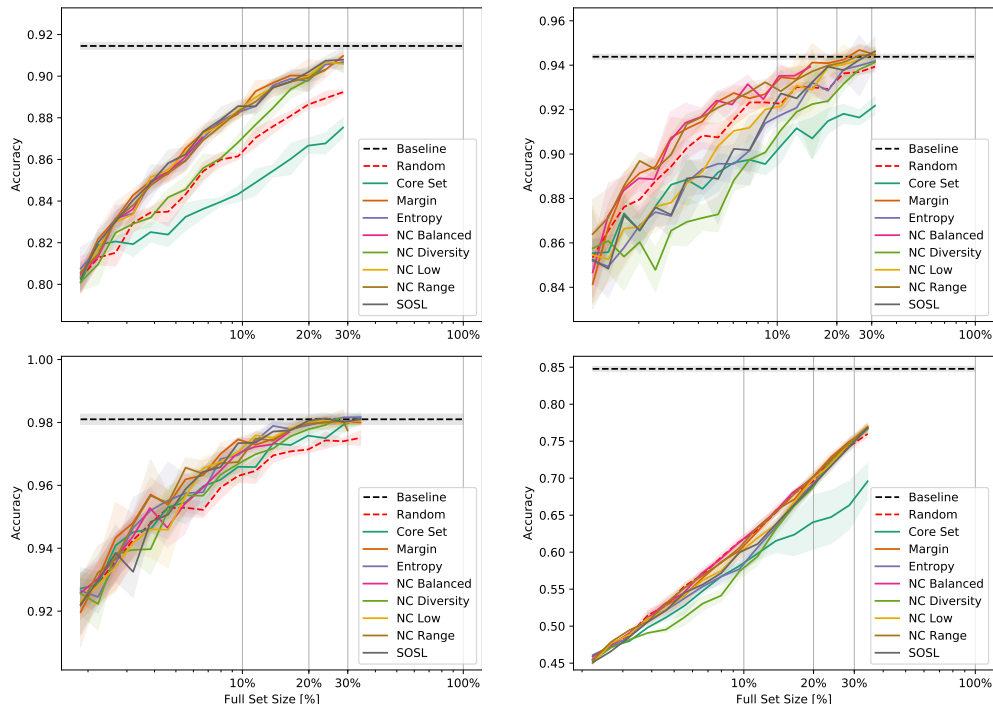 0.92
0.90
0.88
0.86
0.84
0.82
0.80
Accuracy
10%
20%
30%
100%
Baseline
Random
Core Set
Margin
Entropy
NC Balanced
NC Diversity
NC Low
NC Range
SOSL
0.96
0.94
0.92
0.90
0.88
0.86
0.84
Accuracy
10%
20%
30%
100%
Baseline
Random
Core Set
Margin
Entropy
NC Balanced
NC Diversity
NC Low
NC Range
SOSL
1.00
0.98
0.96
0.94
0.92
Accuracy
10%
20%
30%
100%
Full Set Size [%]
Baseline
Random
Core Set
Margin
Entropy
NC Balanced
NC Diversity
NC Low
NC Range
SOSL
0.85
0.80
0.75
0.70
0.65
0.60
0.55
0.50
0.45
Accuracy
10%
20%
30%
100%
Full Set Size [%]
Baseline
Random
Core Set
Margin
Entropy
NC Balanced
NC Diversity
NC Low
NC Range
SOSL